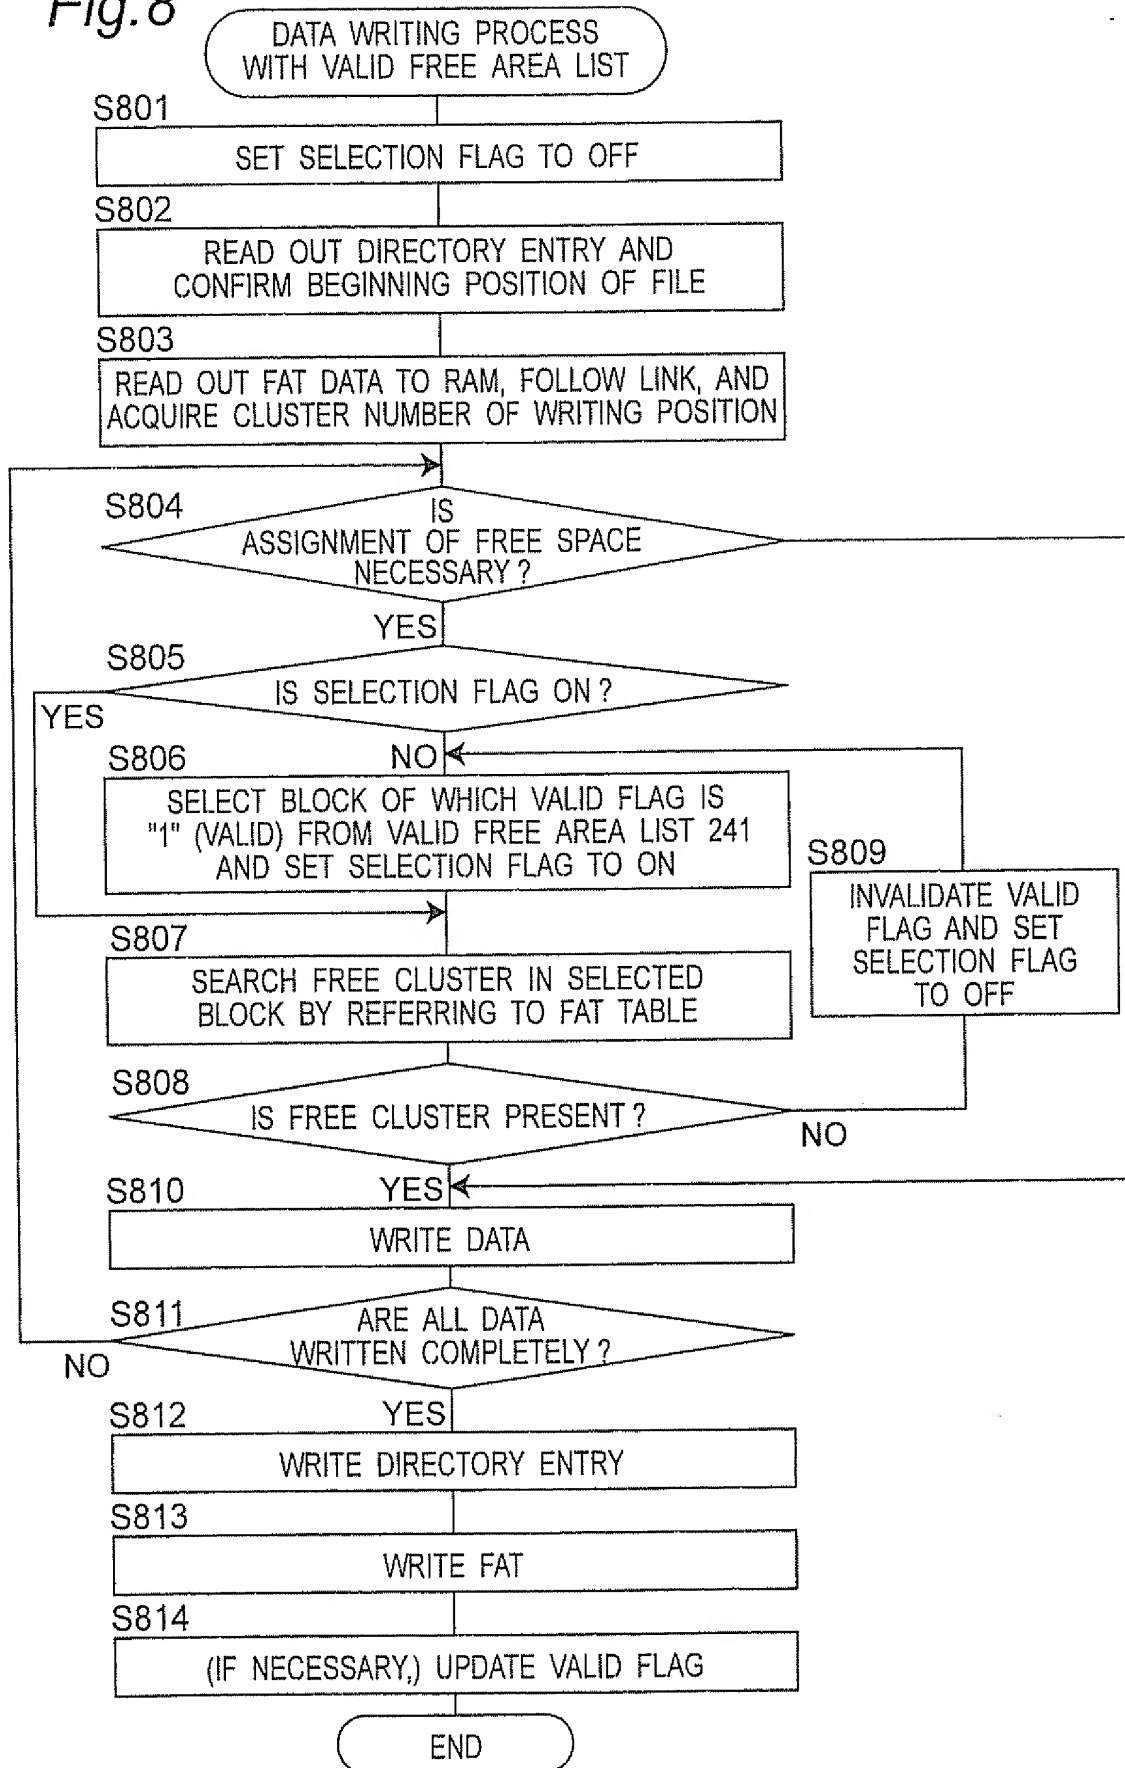 Fig.8
DATA WRITING PROCESS
WITH VALID FREE AREA LIST
S801
SET SELECTION FLAG TO OFF
S802
READ OUT DIRECTORY ENTRY AND
CONFIRM BEGINNING POSITION OF FILE
S803
READ OUT FAT DATA TO RAM, FOLLOW LINK, AND
ACQUIRE CLUSTER NUMBER OF WRITING POSITION
S804
IS
ASSIGNMENT OF FREE SPACE
NECESSARY?
YES
S805
IS SELECTION FLAG ON?
YES
NO
S806
SELECT BLOCK OF WHICH VALID FLAG IS
"1" (VALID) FROM VALID FREE AREA LIST 241
AND SET SELECTION FLAG TO ON
S809
INVALIDATE VALID
FLAG AND SET
SELECTION FLAG
TO OFF
S807
SEARCH FREE CLUSTER IN SELECTED
BLOCK BY REFERRING TO FAT TABLE
S808
IS FREE CLUSTER PRESENT?
NO
YES
S810
WRITE DATA
S811
ARE ALL DATA
WRITTEN COMPLETELY?
NO
YES
S812
WRITE DIRECTORY ENTRY
S813
WRITE FAT
S814
(IF NECESSARY,) UPDATE VALID FLAG
END